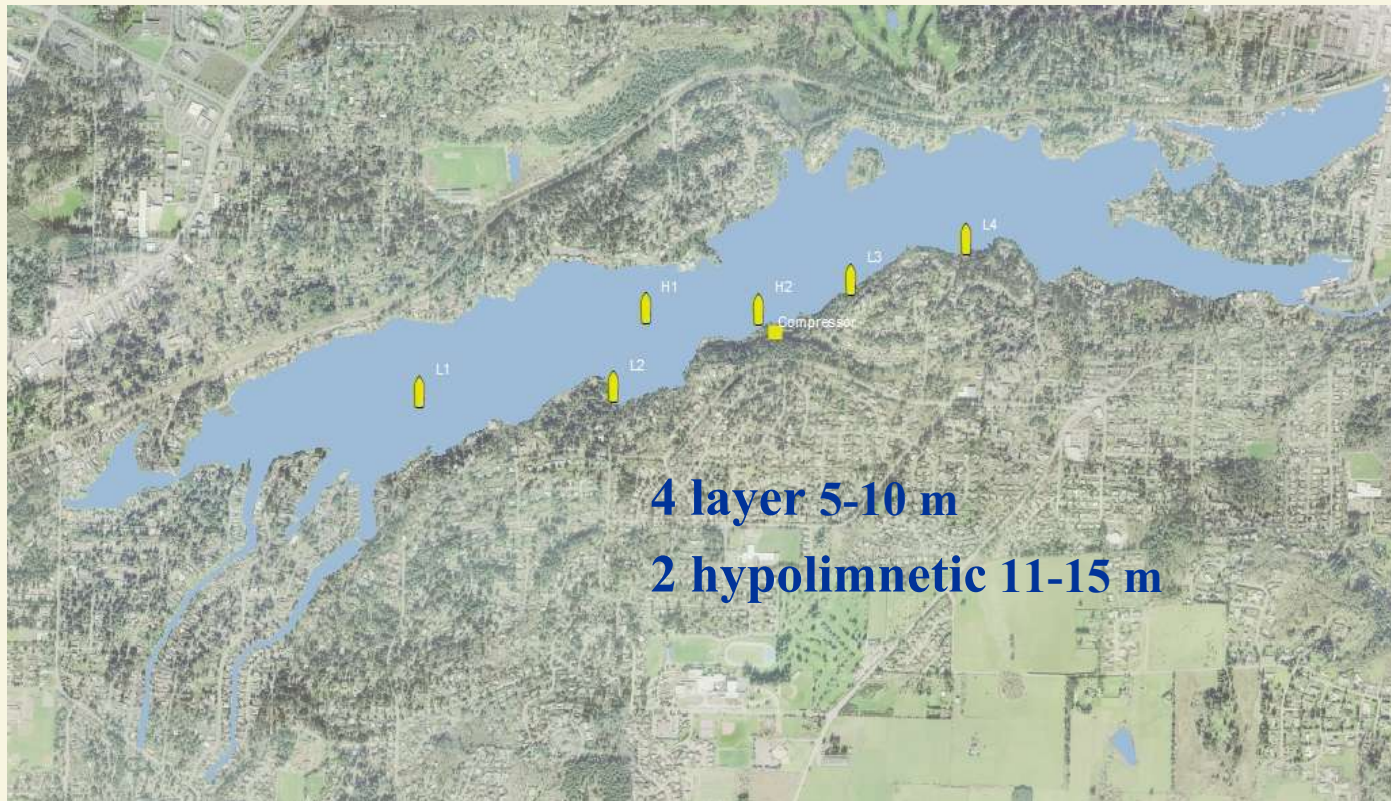 L4
L3
H1
H2
Compressor
L1
L2
4 layer 5-10 m
2 hypolimnetic 11-15 m